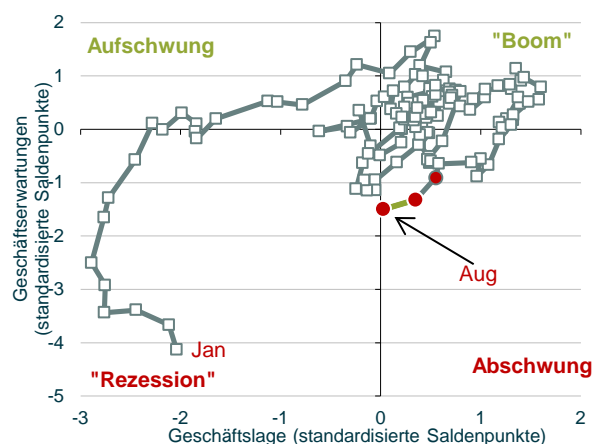 Geschäftserwartungen
(standardisierte Saldenpunkte)
2
1
0
-1
-2
-3
-4
-5
Aufschwung
"Boom"
Aug
Jan
"Rezession"
Abschwung
-3
-2
-1
0
1
2
Geschäftslage (standardisierte Saldenpunkte)